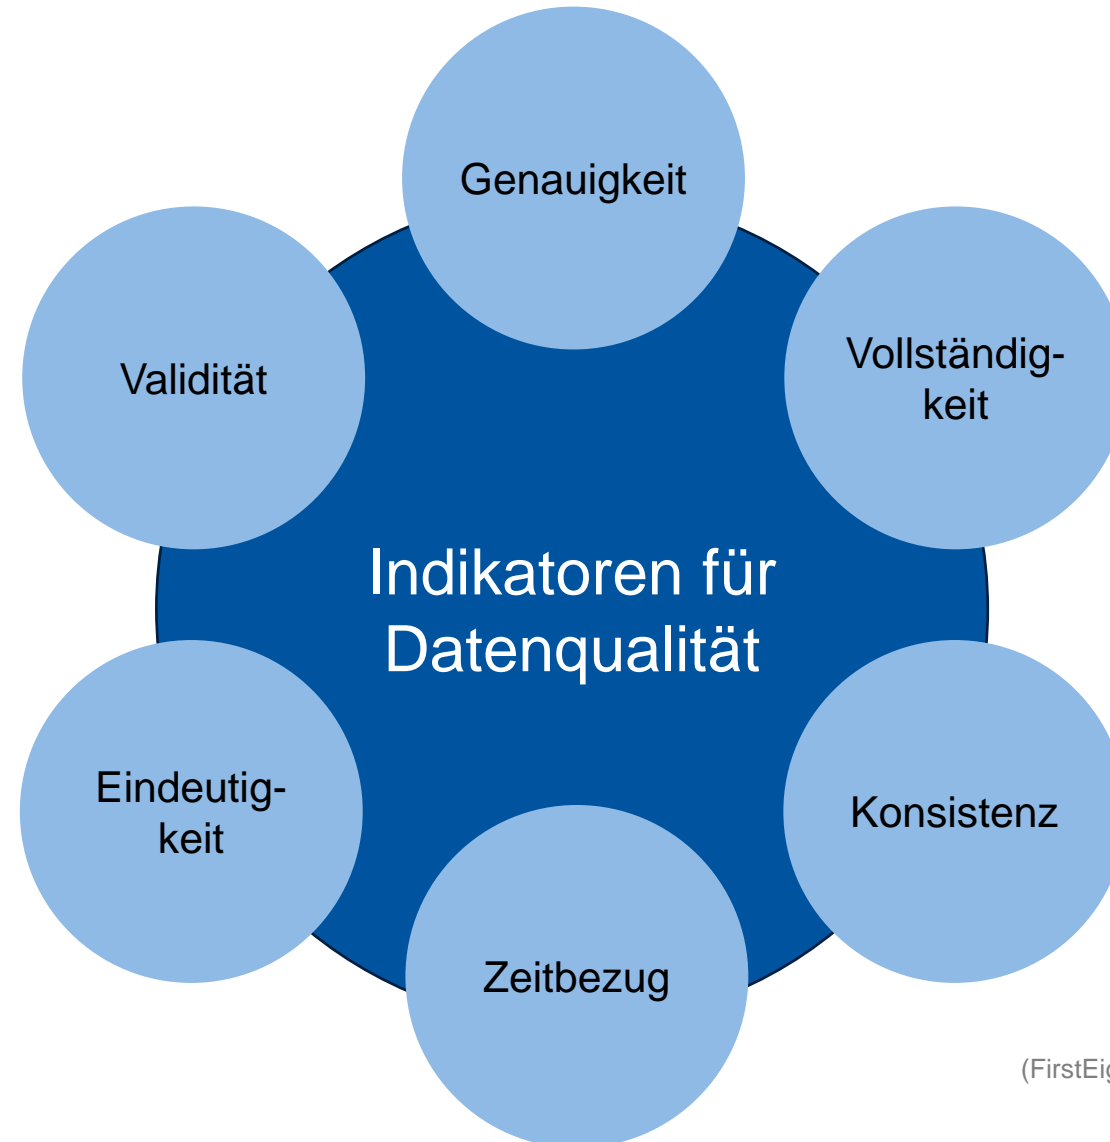 Genauigkeit
Vollständig-
keit
Validität
Indikatoren für
Datenqualität
Eindeutig-
keit
Konsistenz
Zeitbezug